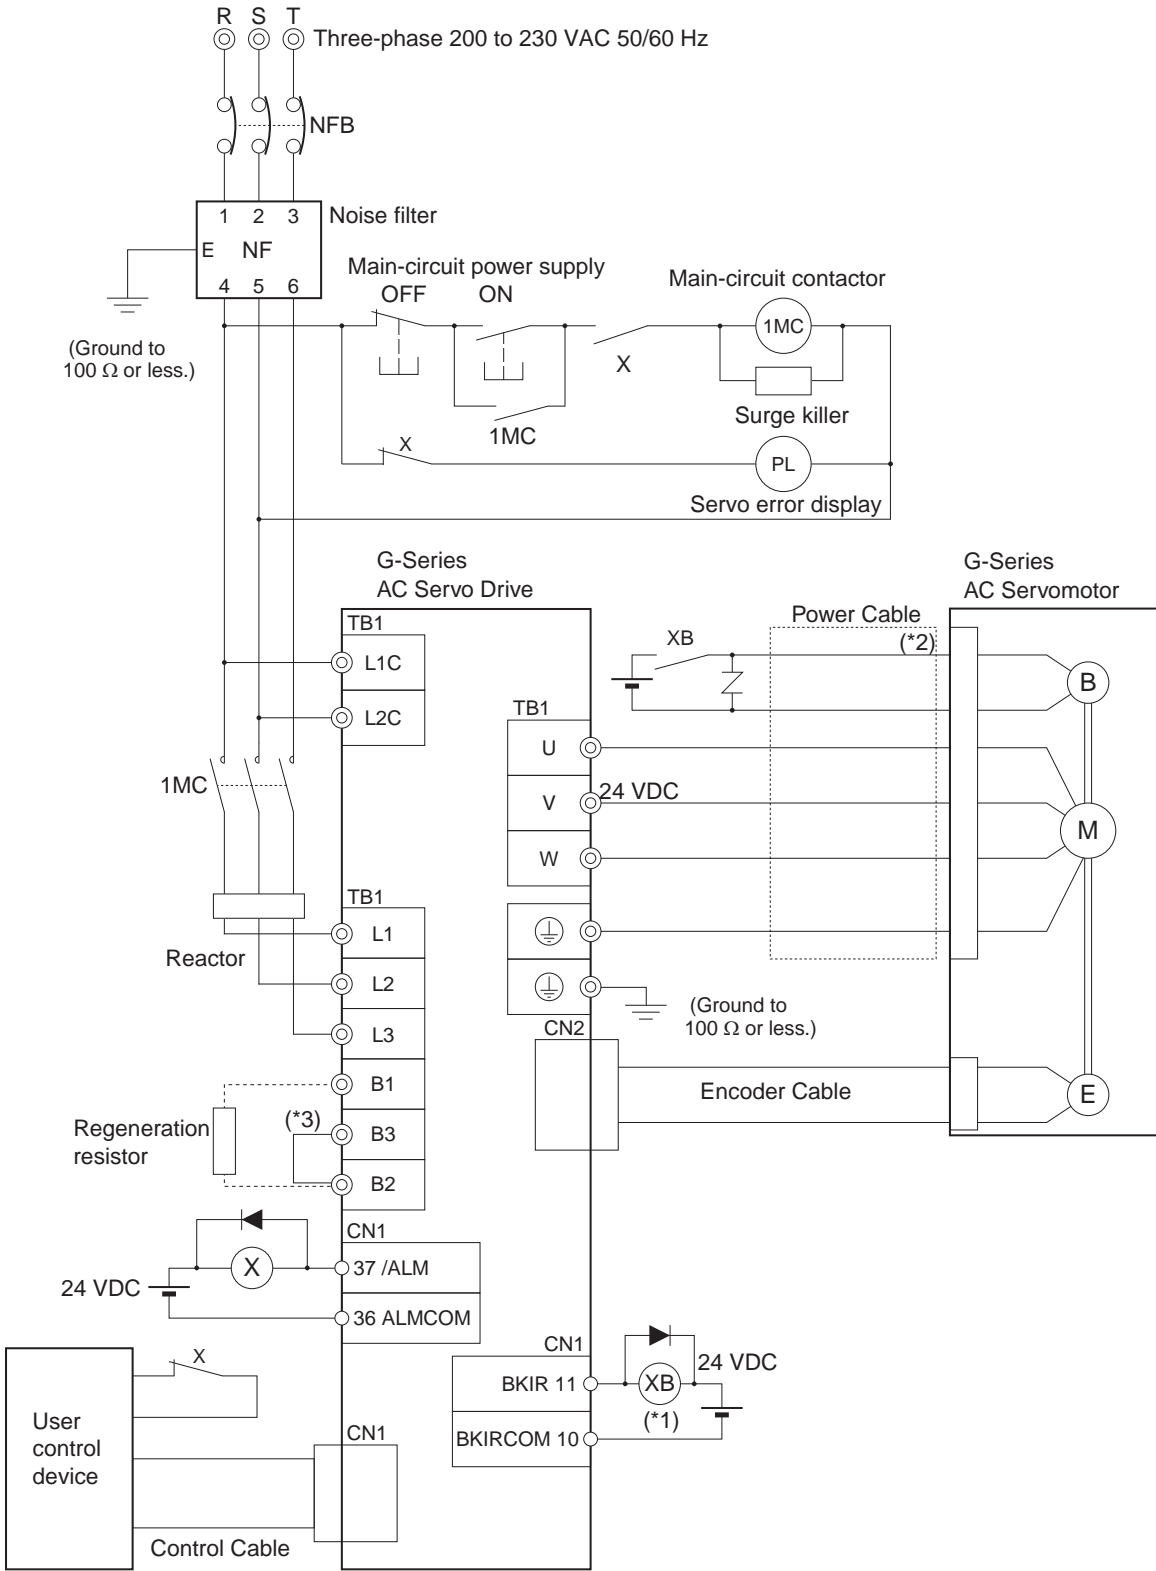 R S T
Three-phase 200 to 230 VAC 50/60 Hz
NFB
1 2 3
Noise filter
E NF
4 5 6
(Ground to
100 Ω or less.)
Main-circuit power supply
OFF ON
Main-circuit contactor
1MC
X
Surge killer
1MC
X
PL
Servo error display
G-Series
AC Servo Drive
G-Series
AC Servomotor
TB1
L1C
L2C
XB
Power Cable
(*2)
B
TB1
U
V
24 VDC
W
M
1MC
TB1
Reactor
L1
L2
L3
(Ground to
100 Ω or less.)
CN2
Encoder Cable
E
B1
(*3)
B3
B2
Regeneration
resistor
CN1
X
37 /ALM
24 VDC
36 ALMCOM
CN1
24 VDC
BKIR 11
XB
(*1)
BKIRCOM 10
X
User
control
device
CN1
Control Cable